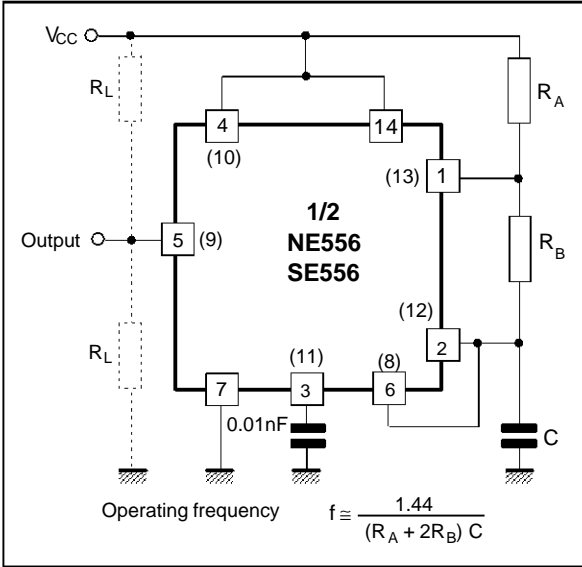 VCC
RL
RA
4
14
(10)
(13)
1
1/2
NE556
SE556
Output
5
(9)
RB
(12)
2
RL
(11)
(8)
7
3
6
0.01nF
C
Operating frequency
f ≅ 1.44
(RA + 2RB) C